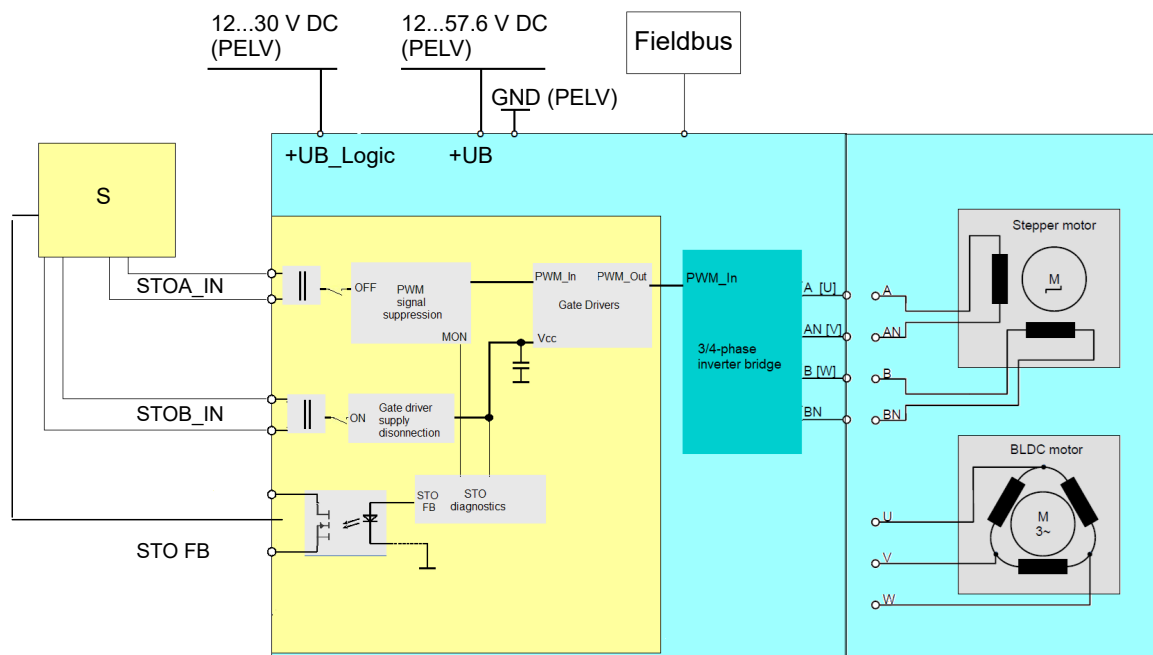 12...30 V DC
(PELV)
12...57.6 V DC
(PELV)
Fieldbus
GND (PELV)
+UB_Logic
+UB
S
Stepper motor
M
STOA_IN
OFF
PWM
signal
suppression
MON
PWM_In
PWM_Out
Gate Drivers
Vcc
PWM_In
3/4-phase
inverter bridge
A [U]
AN [V]
B [W]
BN
A
AN
B
BN
STOB_IN
ON
Gate driver
supply
disonnection
STO
FB
STO
diagnostics
STO FB
BLDC motor
M
3~
U
V
W